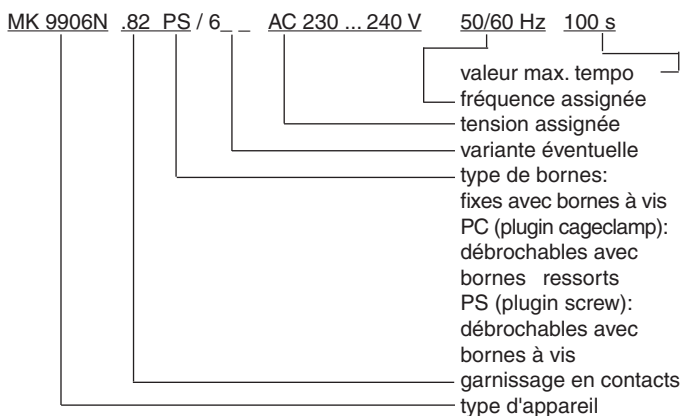 MK 9906N .82 PS / 6_ _ AC 230 ... 240 V 50/60 Hz 100 s
valeur max. tempo
fréquence assignée
tension assignée
variante éventuelle
type de bornes:
fixes avec bornes à vis
PC (plugin cageclamp):
débrochables avec
bornes ressorts
PS (plugin screw):
débrochables avec
bornes à vis
garnissage en contacts
type d'appareil